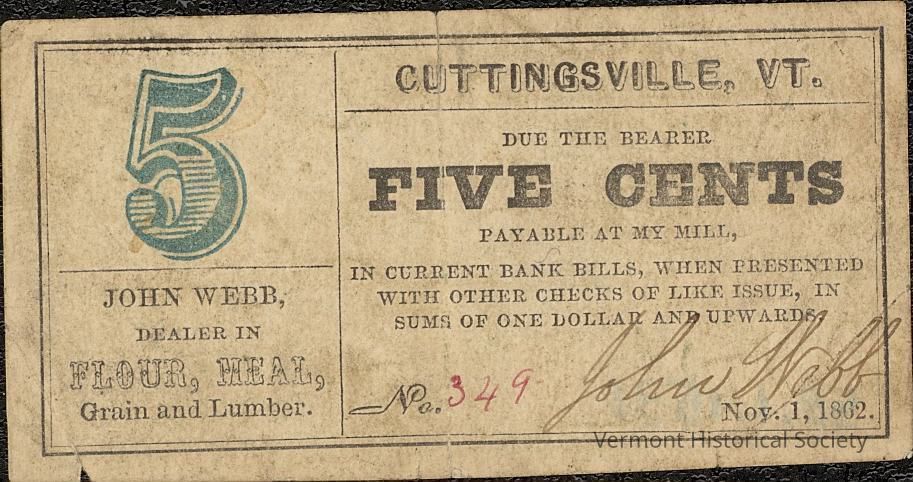 5
JOHN WEBB,
DEALER IN
FLOUR, MEAL,
Grain and Lumber.
CUTTINGSVILLE, VT.
DUE THE BEARER
FIVE CENTS
PAYABLE AT MY MILL,
IN CURRENT BANK BILLS, WHEN PRESENTED
WITH OTHER CHECKS OF LIKE ISSUE, IN
SUMS OF ONE DOLLAR AND UPWARDS.
No. 349
John Webb
Nov. 1, 1862.
Vermont Historical Society